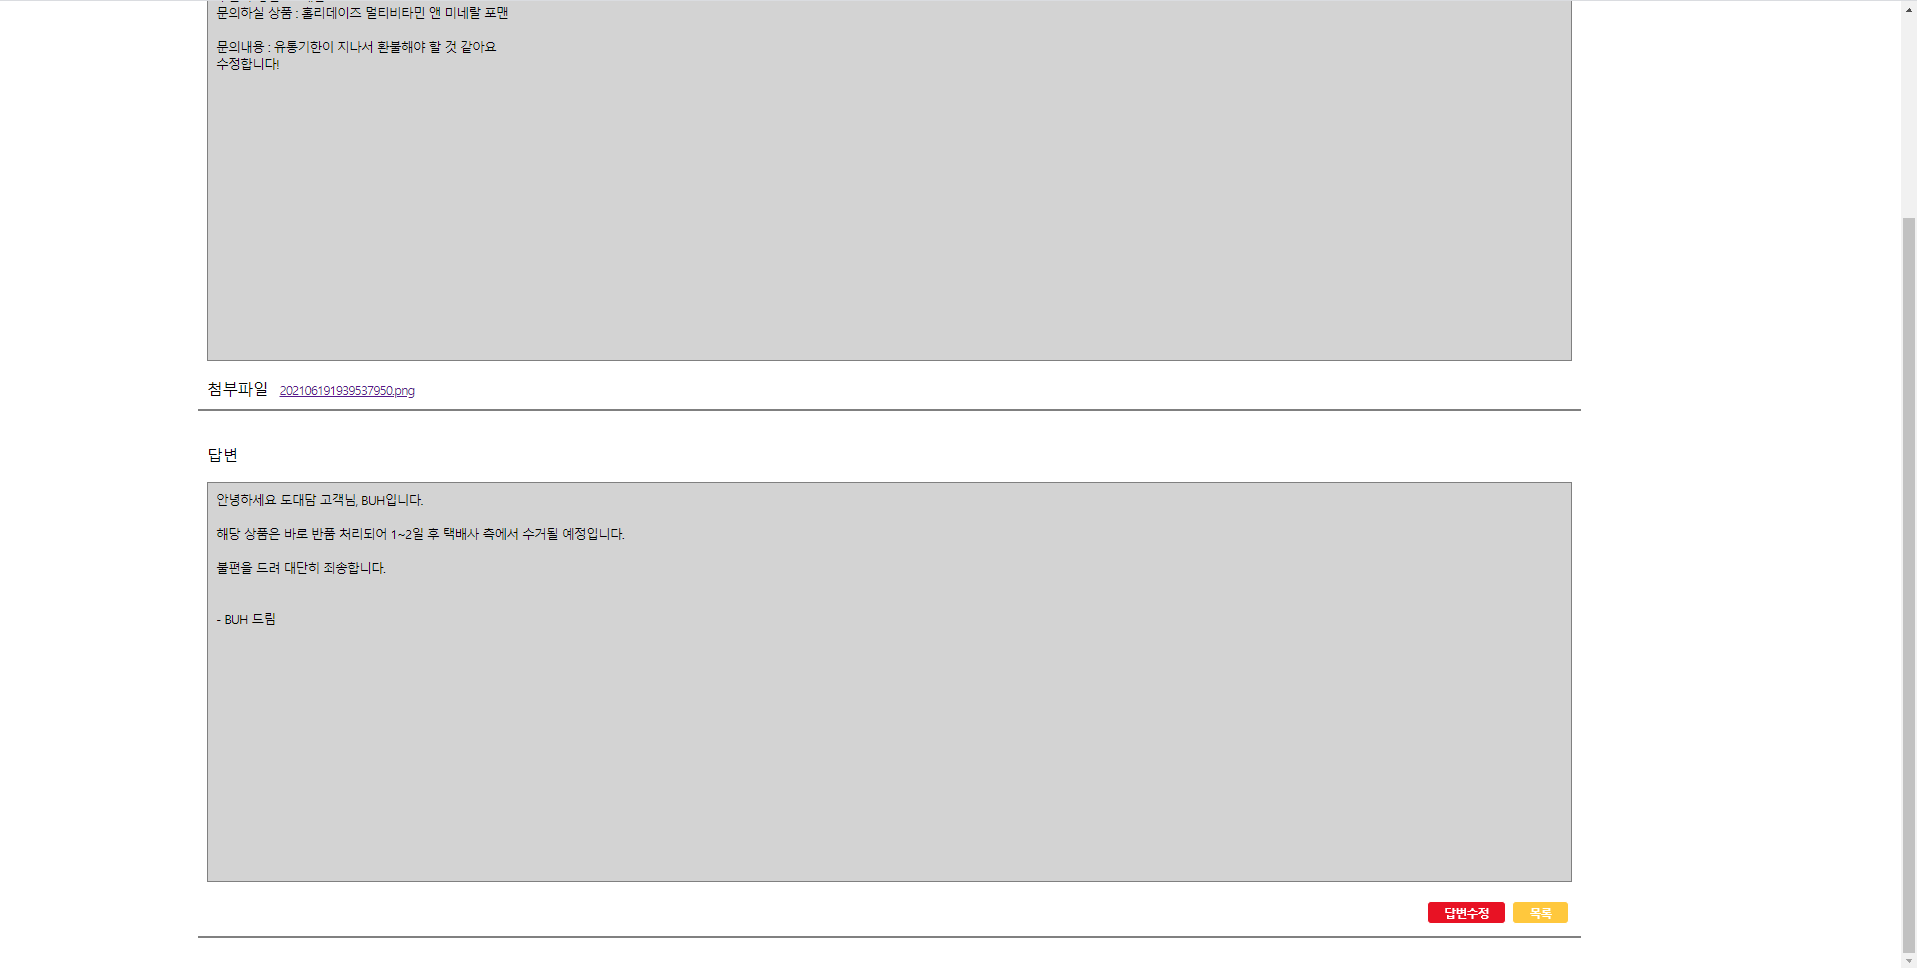 문의하실 상품 : 홀리데이즈 멀티비타민 앤 미네랄 포맨
문의내용 : 유통기한이 지나서 환불해야 할 것 같아요
수정합니다!
첨부파일 202106191939537950.png
답변
안녕하세요 도대담 고객님, BUH입니다.
해당 상품은 바로 반품 처리되어 1~2일 후 택배사 측에서 수거될 예정입니다.
불편을 드려 대단히 죄송합니다.
- BUH 드림
답변수정 목록